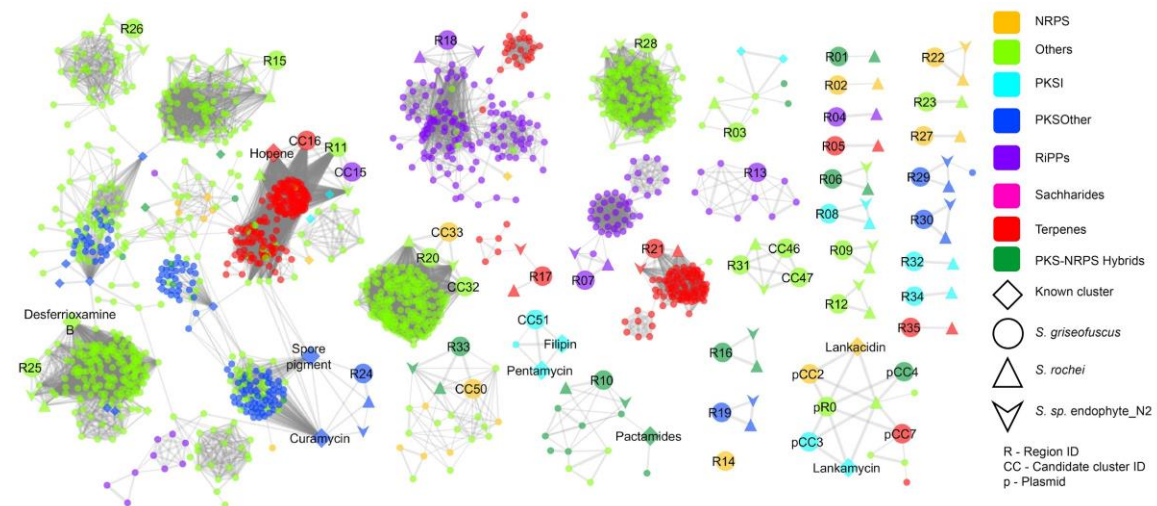 R26
R15
CC16
Hopene
R11
CC15
Desferrioxamine
B
R25
Spore
pigment
R24
Curamycin
R18
R28
R03
CC33
R20
CC32
R17
R07
R13
R21
R31
CC46
CC47
R33
CC50
CC51
Filipin
Pentamycin
R10
Pactamides
R16
R19
R14
R01
R02
R04
R05
R06
R08
R09
R12
R22
R23
R27
R29
R30
R32
R34
R35
Lankacidin
pCC2
pCC4
pR0
pCC3
pCC7
Lankamycin
NRPS
Others
PKSI
PKSOther
RiPPs
Sachharides
Terpenes
PKS-NRPS Hybrids
Known cluster
S. griseofuscus
S. rochei
S. sp. endophyte_N2
R - Region ID
CC - Candidate cluster ID
p - Plasmid